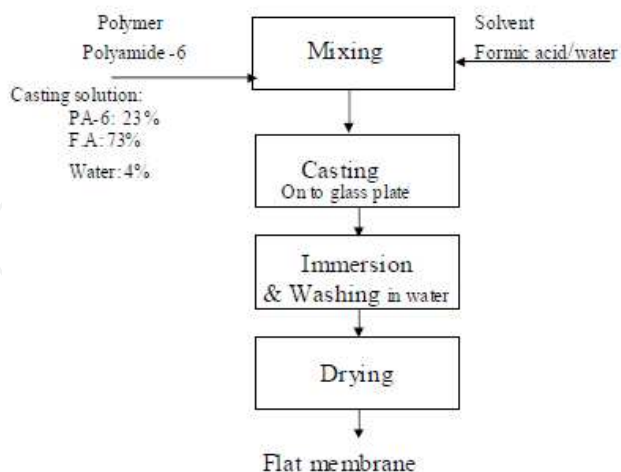 Polymer
Polyamide -6
Solvent
Formic acid/water
Mixing
Casting solution:
PA-6: 23%
F.A: 73%
Water: 4%
Casting
On to glass plate
Immersion
& Washing in water
Drying
Flat membrane